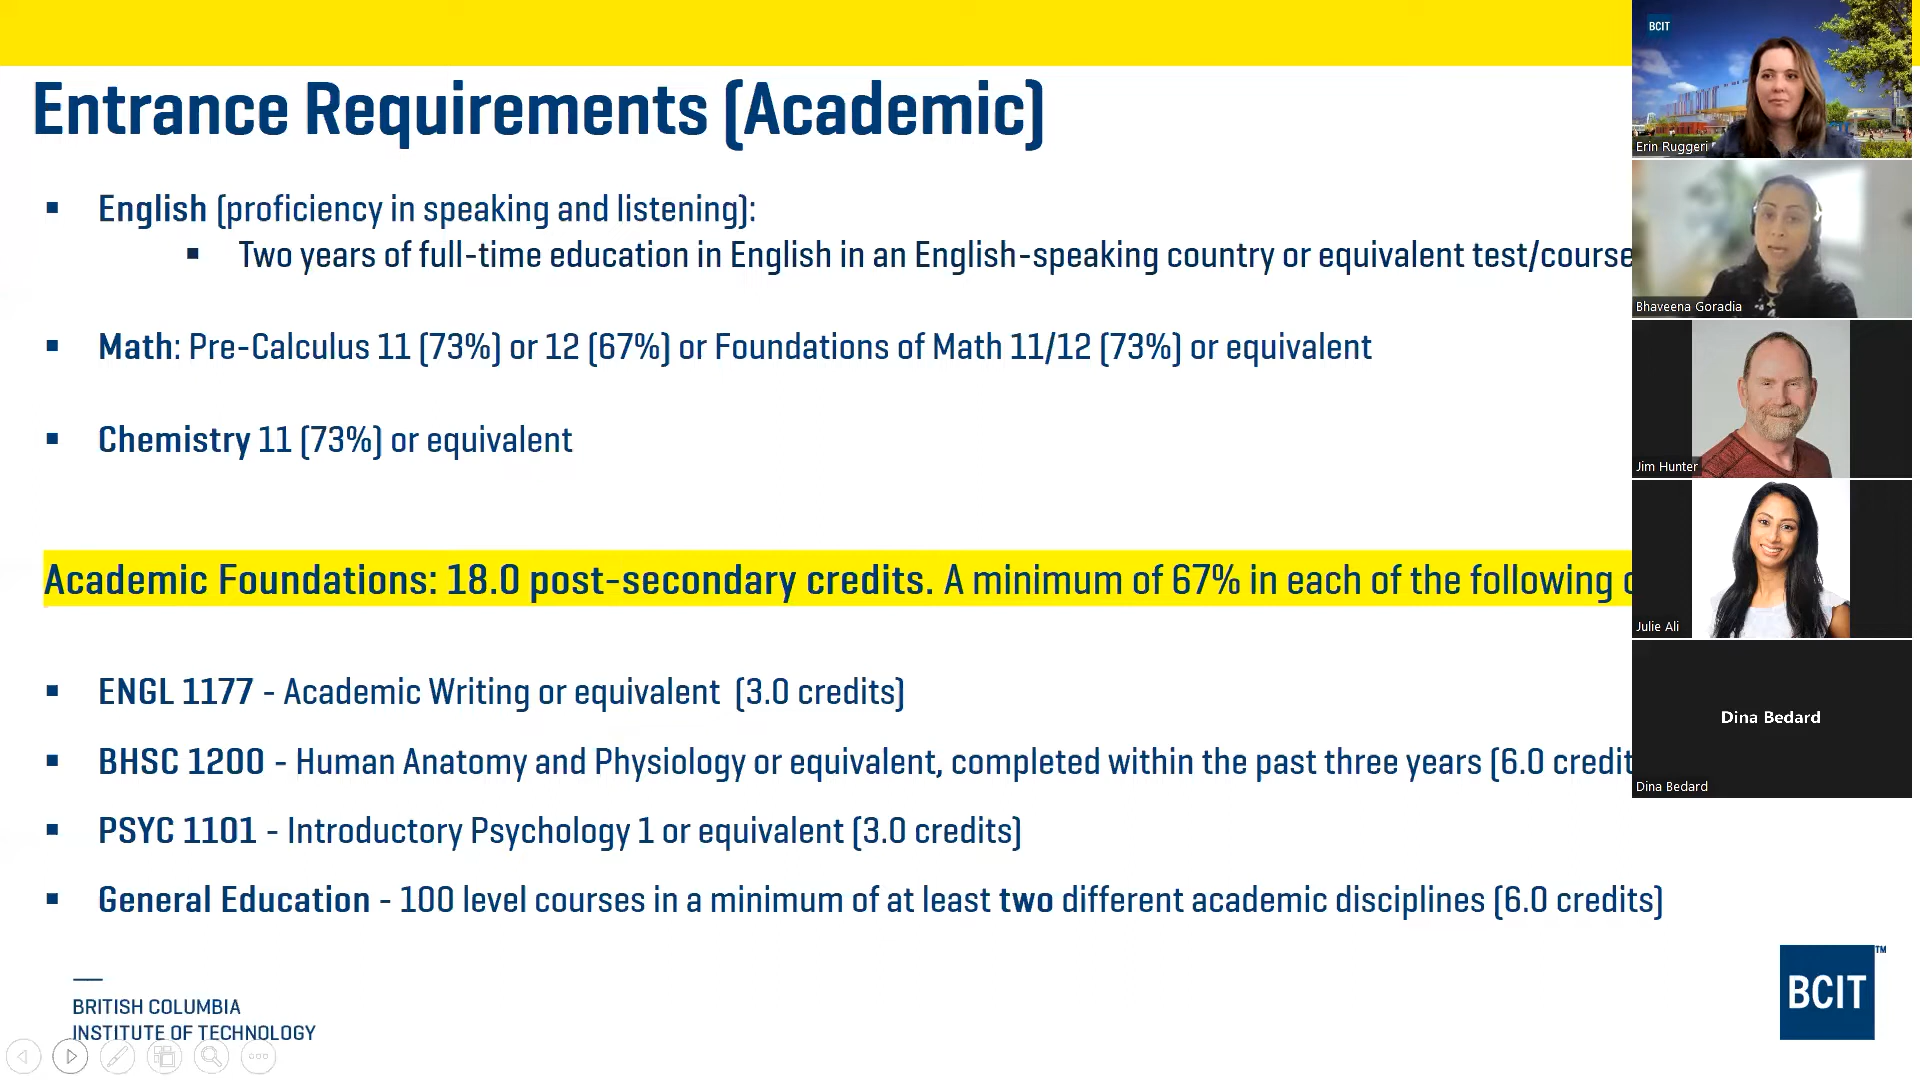 Entrance Requirements (Academic)
▪ English (proficiency in speaking and listening):
▪ Two years of full-time education in English in an English-speaking country or equivalent test/course
▪ Math: Pre-Calculus 11 (73%) or 12 (67%) or Foundations of Math 11/12 (73%) or equivalent
▪ Chemistry 11 (73%) or equivalent
Academic Foundations: 18.0 post-secondary credits. A minimum of 67% in each of the following
▪ ENGL 1177 - Academic Writing or equivalent (3.0 credits)
▪ BHSC 1200 - Human Anatomy and Physiology or equivalent, completed within the past three years (6.0 credit
▪ PSYC 1101 - Introductory Psychology 1 or equivalent (3.0 credits)
▪ General Education - 100 level courses in a minimum of at least two different academic disciplines (6.0 credits)
BRITISH COLUMBIA
INSTITUTE OF TECHNOLOGY
BCIT™
BCIT
Erin Ruggeri
Bhaveena Goradia
Jim Hunter
Julie Ali
Dina Bedard
Dina Bedard